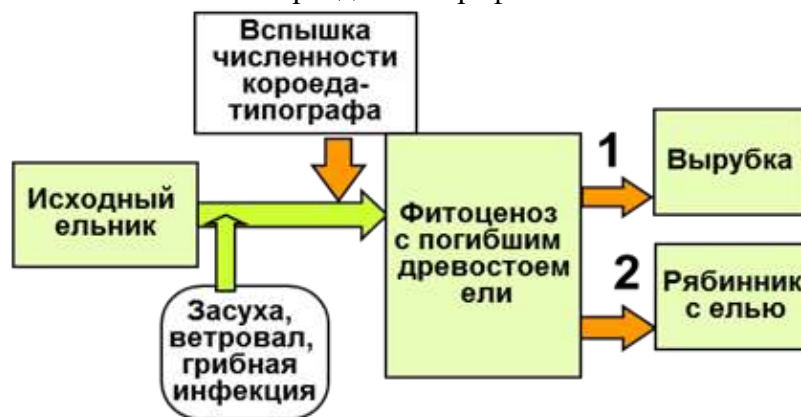 Вспышка
численности
короеда-
типографа
Исходный
ельник
Засуха,
ветровал,
грибная
инфекция
Фитоценоз
с погибшим
древостоем
ели
1
Вырубка
2
Рябинник
с елью